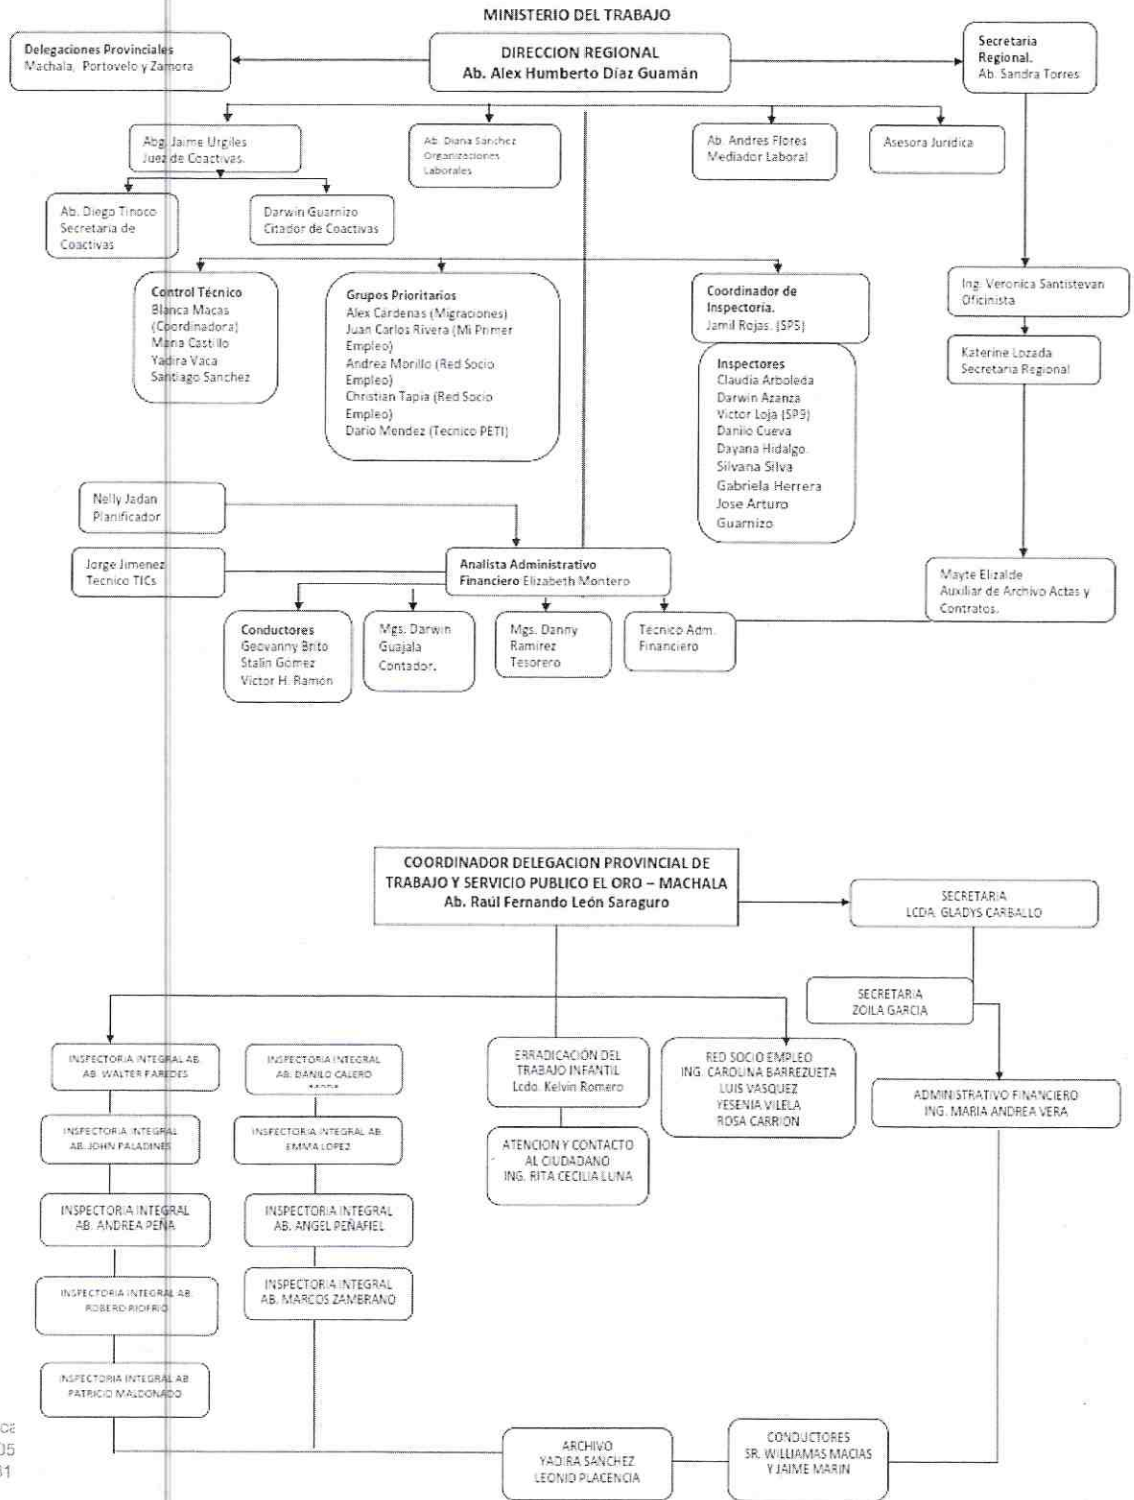 MINISTERIO DEL TRABAJO
Delegaciones Provinciales
Machala, Portovelo y Zamora
DIRECCION REGIONAL
Ab. Alex Humberto Díaz Guamán
Secretaria
Regional.
Ab. Sandra Torres
Abg. Jaime Urgiles
Juez de Coactivas.
Ab. Diana Sanchez
Organizaciones
Laborales
Ab. Andres Flores
Mediador Laboral
Asesora Juridica
Ab. Diego Tinoco
Secretaria de
Coactivas
Darwin Guarnizo
Citador de Coactivas
Control Técnico
Blanca Macas
(Coordinadora)
Maria Castillo
Yadira Vaca
Santiago Sanchez
Grupos Prioritarios
Alex Cárdenas (Migraciones)
Juan Carlos Rivera (Mi Primer
Empleo)
Andrea Morillo (Red Socio
Empleo)
Christian Tapia (Red Socio
Empleo)
Dario Mendez (Tecnico PETI)
Coordinador de
Inspectoría.
Jamil Rojas. (SP5)
Inspectores
Claudia Arboleda
Darwin Azanza
Victor Loja (SP9)
Danilo Cueva
Dayana Hidalgo
Silvana Silva
Gabriela Herrera
Jose Arturo
Guarnizo
Ing. Veronica Santistevan
Oficinista
Katerine Lozada
Secretaria Regional
Nelly Jadan
Planificador
Jorge Jimenez
Tecnico TICs
Analista Administrativo
Financiero Elizabeth Montero
Mayte Elizalde
Auxiliar de Archivo Actas y
Contratos.
Conductores
Geovanny Brito
Stalin Gomez
Victor H. Ramón
Mgs. Darwin
Guajala
Contador.
Mgs. Danny
Ramirez
Tesorero
Técnico Adm.
Financiero
COORDINADOR DELEGACION PROVINCIAL DE
TRABAJO Y SERVICIO PUBLICO EL ORO – MACHALA
Ab. Raúl Fernando León Saraguro
SECRETARIA
LCDA. GLADYS CARBALLO
SECRETARIA
ZOILA GARCIA
INSPECTORIA INTEGRAL AB.
AB. WALTER PAREDES
INSPECTORIA INTEGRAL
AB. DANILO CALERO
ERRADICACIÓN DEL
TRABAJO INFANTIL
Lcdo. Kelvin Romero
RED SOCIO EMPLEO
ING. CAROLINA BARREZUETA
LUIS VASQUEZ
YESENIA VILELA
ROSA CARRION
ADMINISTRATIVO FINANCIERO
ING. MARIA ANDREA VERA
INSPECTORIA INTEGRAL
AB. JOHN PALADINES
INSPECTORIA INTEGRAL AB.
EMMA LOPEZ
ATENCION Y CONTACTO
AL CIUDADANO
ING. RITA CECILIA LUNA
INSPECTORIA INTEGRAL
AB. ANDREA PEÑA
INSPECTORIA INTEGRAL
AB. ANGEL PEÑAFIEL
INSPECTORIA INTEGRAL AB.
ROBERO RIOFRIO
INSPECTORIA INTEGRAL
AB. MARCOS ZAMBRANO
INSPECTORIA INTEGRAL AB
PATRICIO MALDONADO
ARCHIVO
YADIRA SANCHEZ
LEONID PLACENCIA
CONDUCTORES
SR. WILLIAMAS MACIAS
Y JAIME MARIN